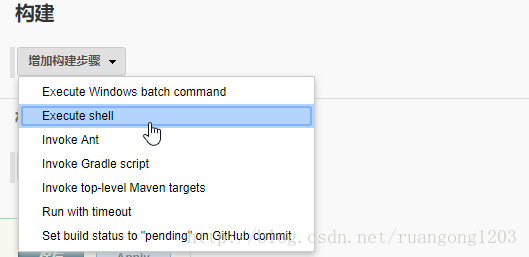 构建
增加构建步骤
Execute Windows batch command
Execute shell
Invoke Ant
Invoke Gradle script
Invoke top-level Maven targets
Run with timeout
Set build status to "pending" on GitHub commit
http://blog.csdn.net/ruangong1203
Apply